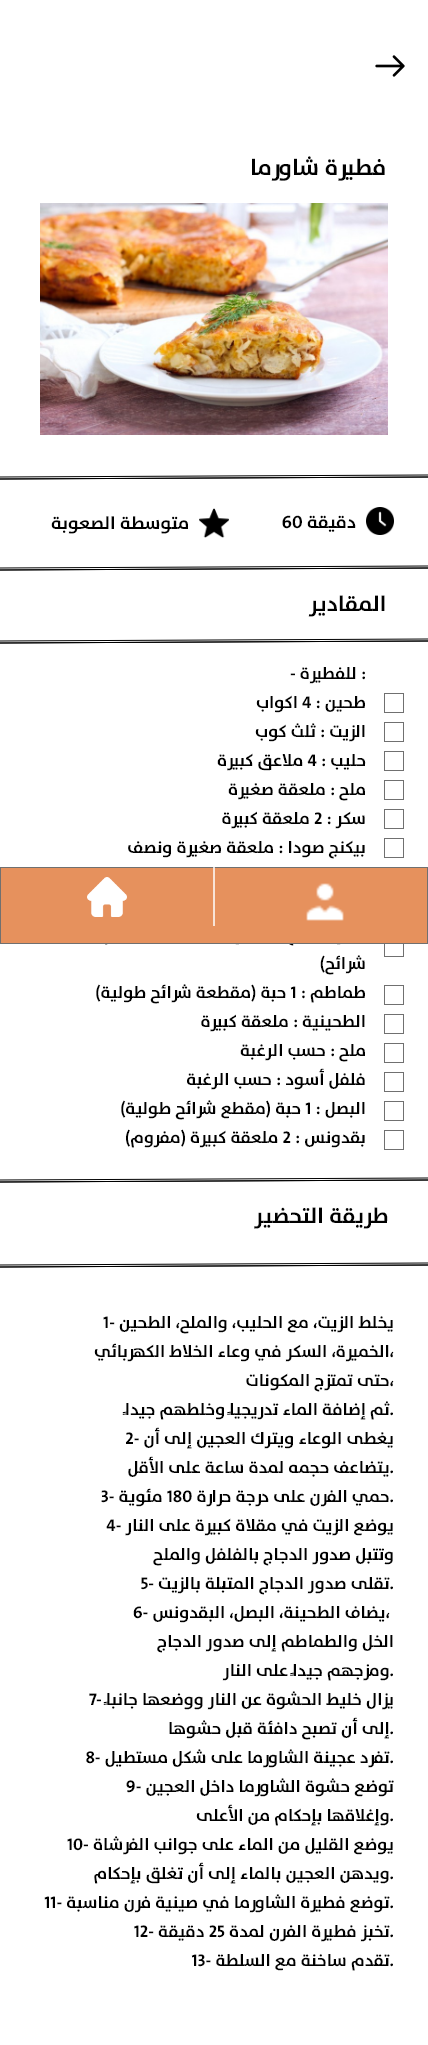 فطيرة شاورما
60 دقيقة
متوسطة الصعوبة
المقادير
: للفطيرة -
طحين : 4 اكواب
الزيت : ثلث كوب
حليب : 4 ملاعق كبيرة
ملح : ملعقة صغيرة
سكر : 2 ملعقة كبيرة
بيكنج صودا : ملعقة صغيرة ونصف
شرائح)
طماطم : 1 حبة (مقطعة شرائح طولية)
الطحينية : ملعقة كبيرة
ملح : حسب الرغبة
فلفل أسود : حسب الرغبة
البصل : 1 حبة (مقطع شرائح طولية)
بقدونس : 2 ملعقة كبيرة (مفروم)
طريقة التحضير
1- يخلط الزيت، مع الحليب، والملح، الطحين
،الخميرة، السكر في وعاء الخلاط الكهربائي
،حتى تمتزج المكونات
.ثم إضافة الماء تدريجياً وخلطهم جيداً
2- يغطى الوعاء ويترك العجين إلى أن
.يتضاعف حجمه لمدة ساعة على الأقل
3- حمي الفرن على درجة حرارة 180 مئوية.
4- يوضع الزيت في مقلاة كبيرة على النار
وتتبل صدور الدجاج بالفلفل والملح
5- تقلى صدور الدجاج المتبلة بالزيت.
6- يضاف الطحينة، البصل، البقدونس،
الخل والطماطم إلى صدور الدجاج
.ومزجهم جيداً على النار
7- يزال خليط الحشوة عن النار ووضعها جانباً
.إلى أن تصبح دافئة قبل حشوها
8- تفرد عجينة الشاورما على شكل مستطيل.
9- توضع حشوة الشاورما داخل العجين
.وإغلاقها بإحكام من الأعلى
10- يوضع القليل من الماء على جوانب الفرشاة
.ويدهن العجين بالماء إلى أن تغلق بإحكام
11- توضع فطيرة الشاورما في صينية فرن مناسبة.
12- تخبز فطيرة الفرن لمدة 25 دقيقة.
13- تقدم ساخنة مع السلطة.